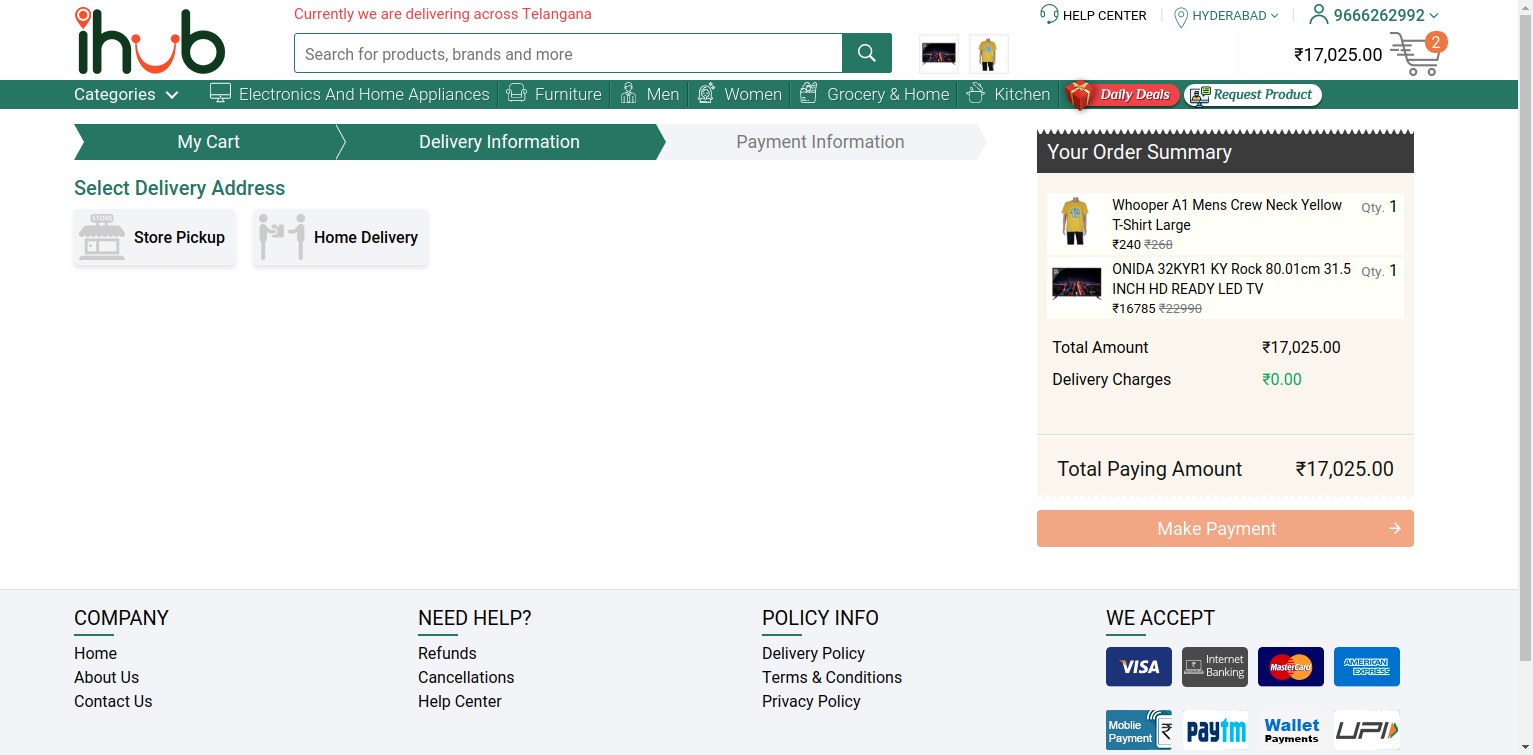 ihub
Currently we are delivering across Telangana
HELP CENTER
HYDERABAD
9666262992
Search for products, brands and more
₹17,025.00
2
Categories
Electronics And Home Appliances
Furniture
Men
Women
Grocery & Home
Kitchen
Daily Deals
Request Product
My Cart
Delivery Information
Payment Information
Select Delivery Address
STORE
Store Pickup
Home Delivery
Your Order Summary
Whooper A1 Mens Crew Neck Yellow
Qty. 1
T-Shirt Large
₹240 ₹268
ONIDA 32KYR1 KY Rock 80.01cm 31.5
Qty. 1
INCH HD READY LED TV
₹16785 ₹22990
Total Amount ₹17,025.00
Delivery Charges ₹0.00
Total Paying Amount ₹17,025.00
Make Payment
COMPANY
Home
About Us
Contact Us
NEED HELP?
Refunds
Cancellations
Help Center
POLICY INFO
Delivery Policy
Terms & Conditions
Privacy Policy
WE ACCEPT
VISA
Internet
Banking
MasterCard
AMERICAN
EXPRESS
Moblie
Payment
₹
paytm
Wallet
Payments
UPI